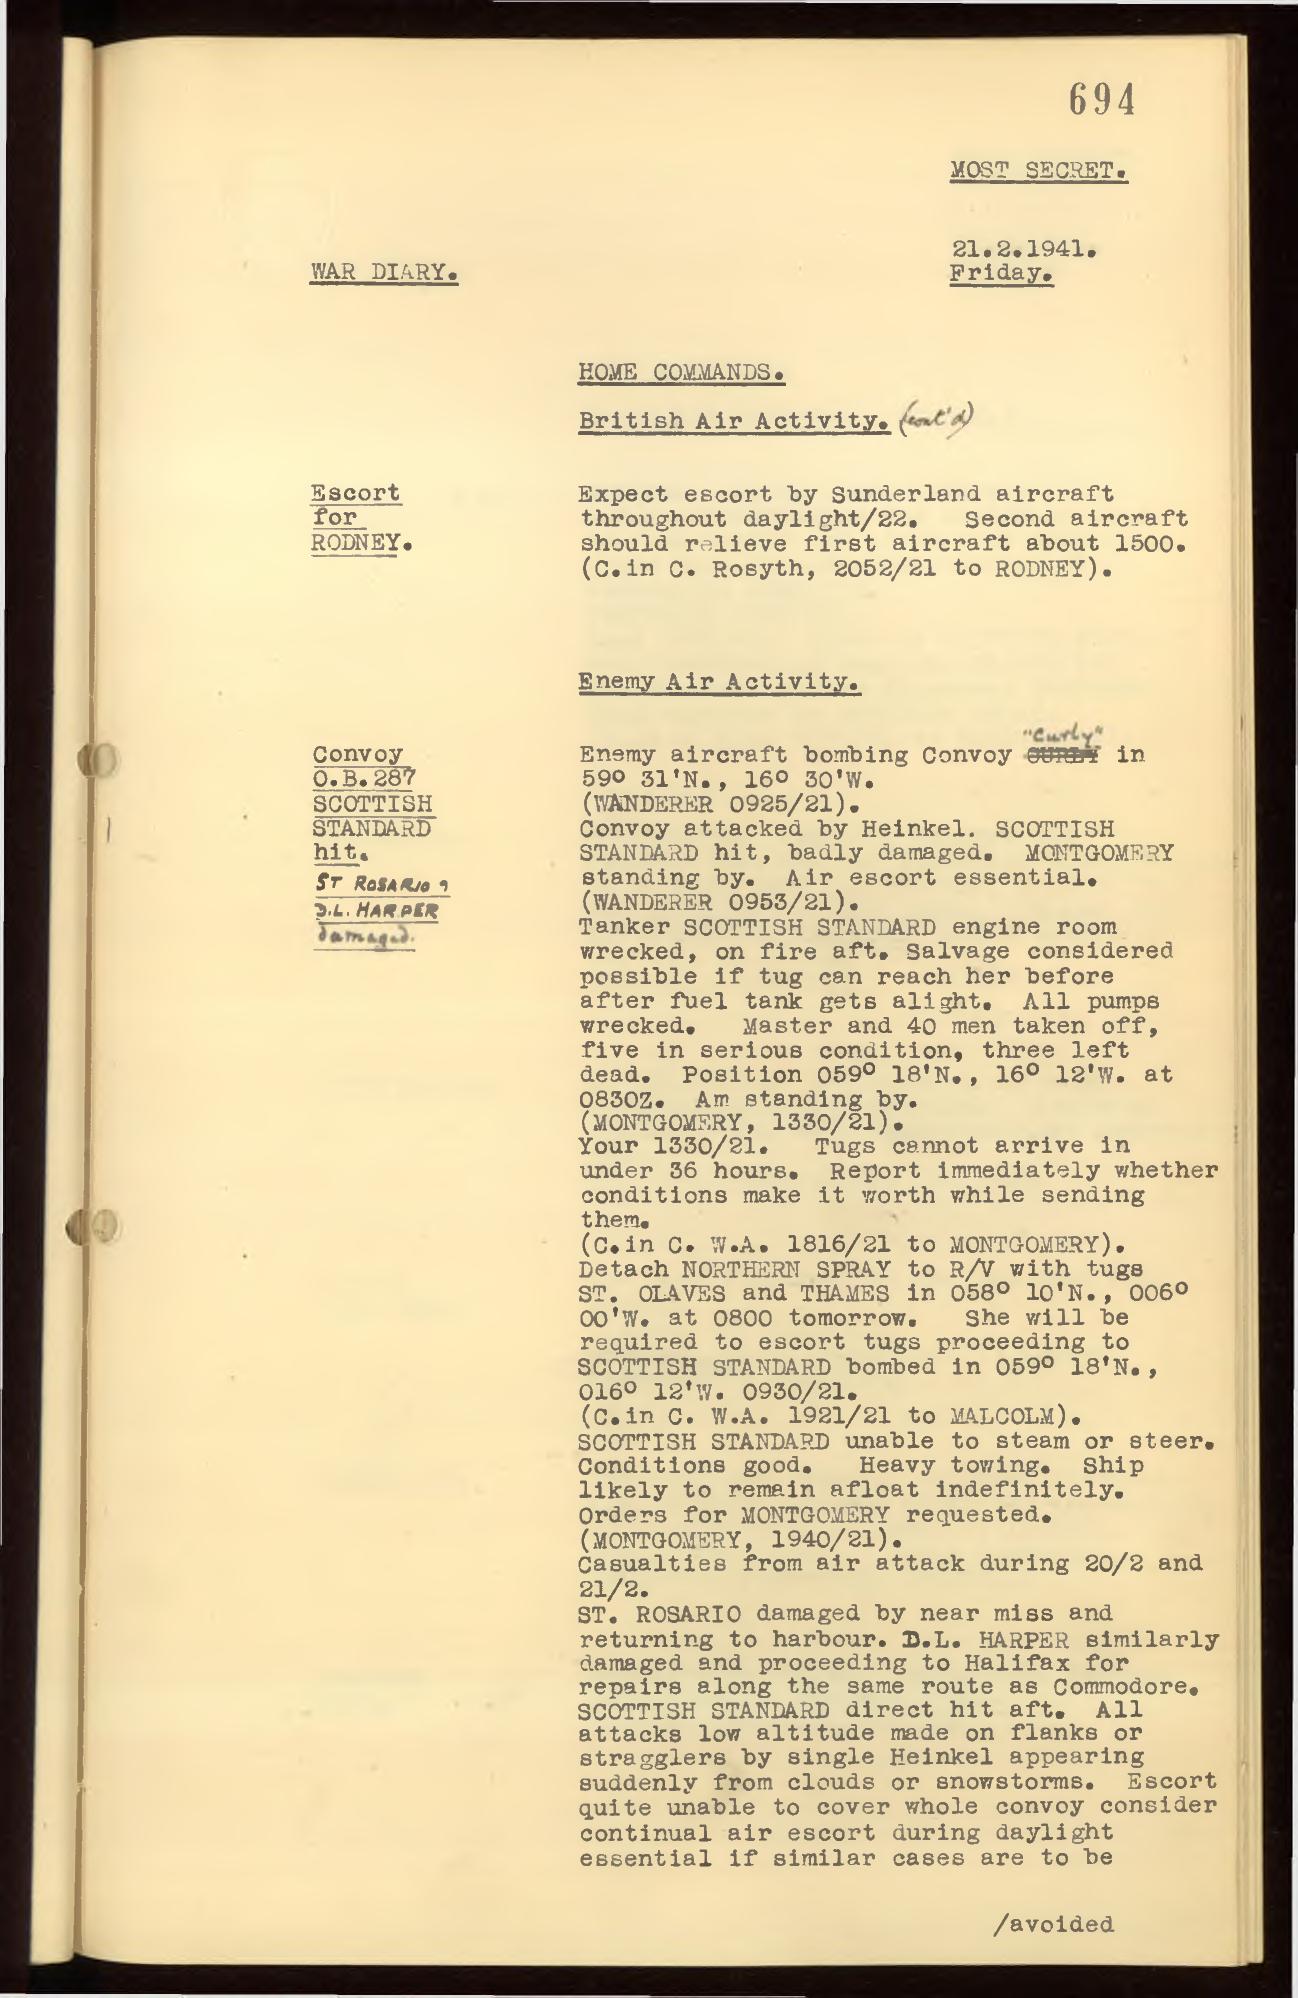 694
MOST SECRET.
21.2.1941.
WAR DIARY.
Friday.
HOME COMMANDS.
British Air Activity. (cont'd)
Escort
for
RODNEY.
Expect escort by Sunderland aircraft
throughout daylight/22. Second aircraft
should relieve first aircraft about 1500.
(C.in C. Rosyth, 2052/21 to RODNEY).
Enemy Air Activity.
Convoy
O.B.287
SCOTTISH
STANDARD
hit.
ST ROSARIO &
D.L. HARPER
damaged.
"Curly"
Enemy aircraft bombing Convoy CURLY in
59º 31'N., 16º 30'W.
(WANDERER 0925/21).
Convoy attacked by Heinkel. SCOTTISH
STANDARD hit, badly damaged. MONTGOMERY
standing by. Air escort essential.
(WANDERER 0953/21).
Tanker SCOTTISH STANDARD engine room
wrecked, on fire aft. Salvage considered
possible if tug can reach her before
after fuel tank gets alight. All pumps
wrecked. Master and 40 men taken off,
five in serious condition, three left
dead. Position 059º 18'N., 16º 12'W. at
0830Z. Am standing by.
(MONTGOMERY, 1330/21).
Your 1330/21. Tugs cannot arrive in
under 36 hours. Report immediately whether
conditions make it worth while sending
them.
(C.in C. W.A. 1816/21 to MONTGOMERY).
Detach NORTHERN SPRAY to R/V with tugs
ST. OLAVES and THAMES in 058º 10'N., 006º
00'W. at 0800 tomorrow. She will be
required to escort tugs proceeding to
SCOTTISH STANDARD bombed in 059º 18'N.,
016º 12'W. 0930/21.
(C.in C. W.A. 1921/21 to MALCOLM).
SCOTTISH STANDARD unable to steam or steer.
Conditions good. Heavy towing. Ship
likely to remain afloat indefinitely.
Orders for MONTGOMERY requested.
(MONTGOMERY, 1940/21).
Casualties from air attack during 20/2 and
21/2.
ST. ROSARIO damaged by near miss and
returning to harbour. D.L. HARPER similarly
damaged and proceeding to Halifax for
repairs along the same route as Commodore.
SCOTTISH STANDARD direct hit aft. All
attacks low altitude made on flanks or
stragglers by single Heinkel appearing
suddenly from clouds or snowstorms. Escort
quite unable to cover whole convoy consider
continual air escort during daylight
essential if similar cases are to be
/avoided